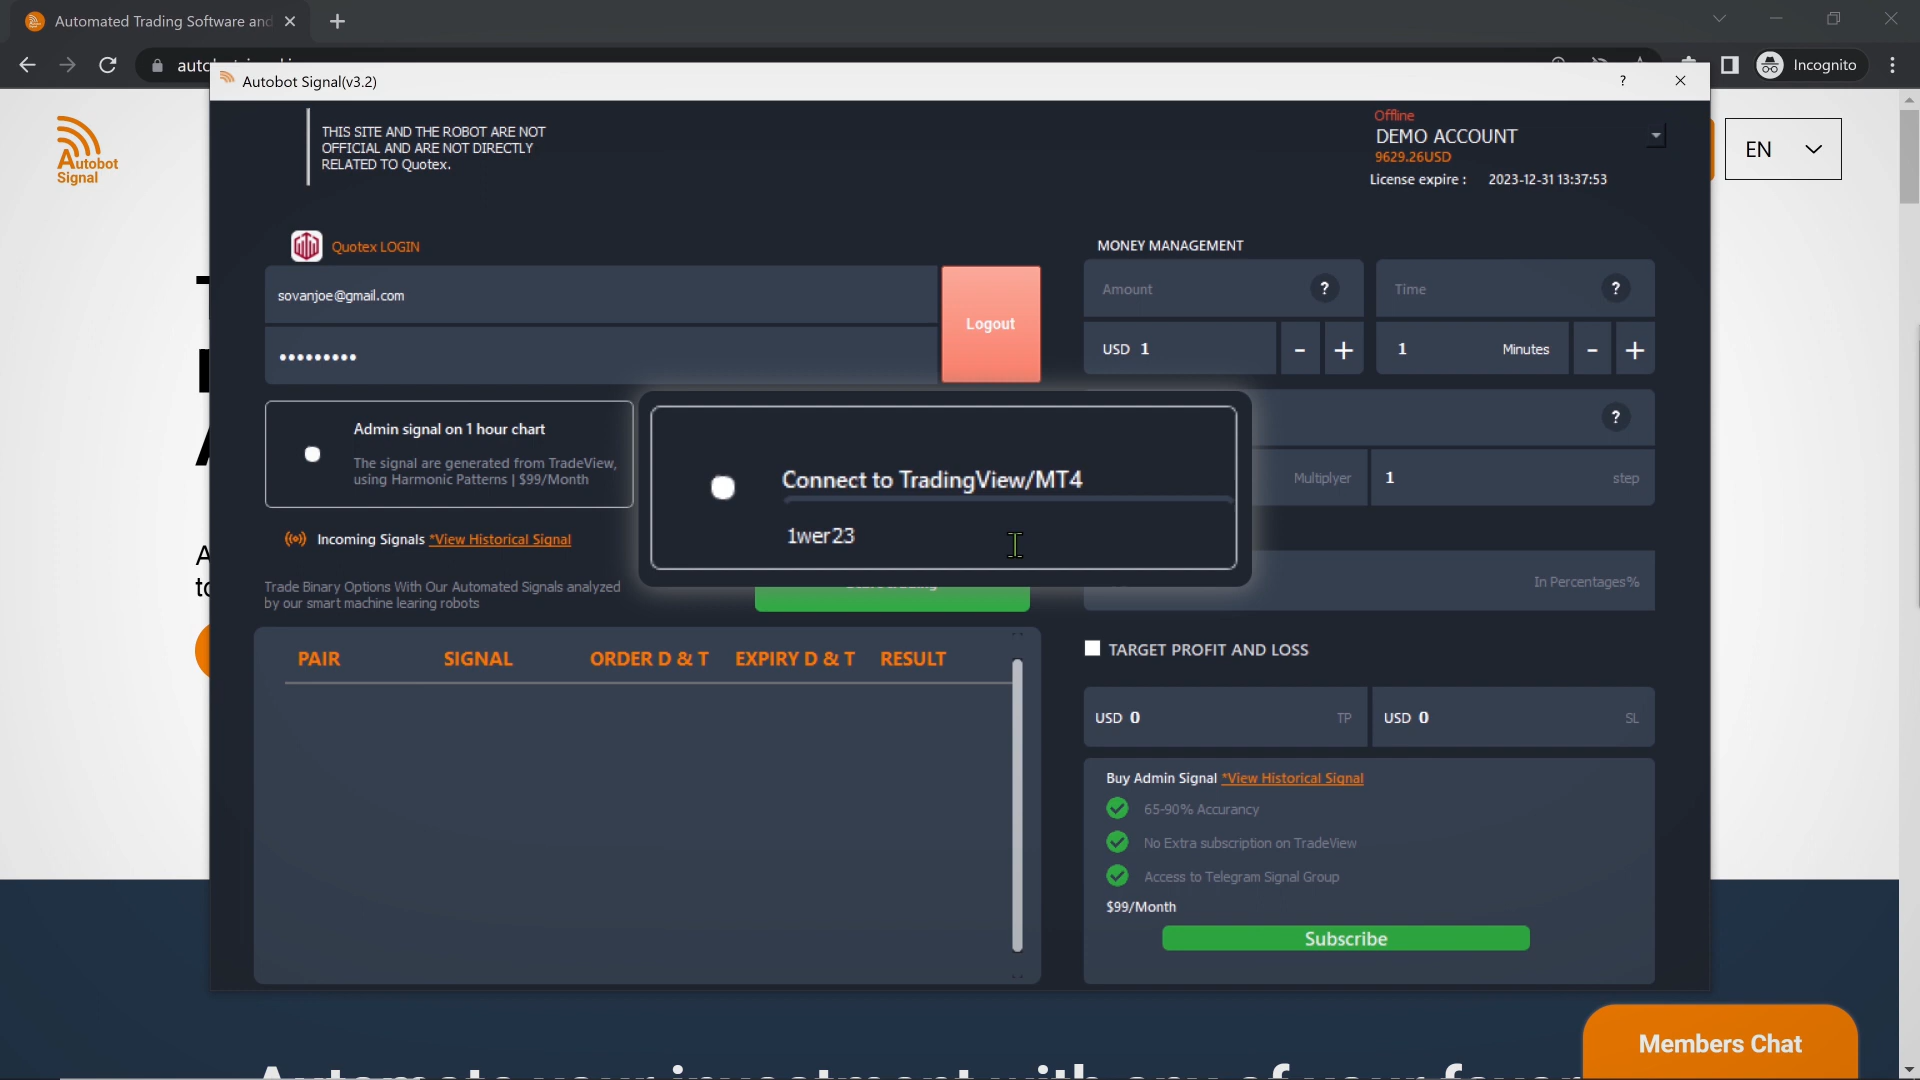 Automated Trading Software and
Incognito
Autobot Signal(v3.2)
?
Autobot
Signal
EN
THIS SITE AND THE ROBOT ARE NOT
OFFICIAL AND ARE NOT DIRECTLY
RELATED TO Quotex.
Offline
DEMO ACCOUNT
9629.26USD
License expire : 2023-12-31 13:37:53
Quotex LOGIN
sovanjoe@gmail.com
•••••••••
Logout
MONEY MANAGEMENT
Amount ?
Time ?
USD 1 - +
1 Minutes - +
Admin signal on 1 hour chart
The signal are generated from TradeView,
using Harmonic Patterns | $99/Month
Connect to TradingView/MT4
1wer23
?
Multiplyer
1 step
Incoming Signals *View Historical Signal
Trade Binary Options With Our Automated Signals analyzed
by our smart machine learing robots
In Percentages%
PAIR SIGNAL ORDER D & T EXPIRY D & T RESULT
TARGET PROFIT AND LOSS
USD 0 TP
USD 0 SL
Buy Admin Signal *View Historical Signal
65-90% Accurancy
No Extra subscription on TradeView
Access to Telegram Signal Group
$99/Month
Subscribe
Members Chat